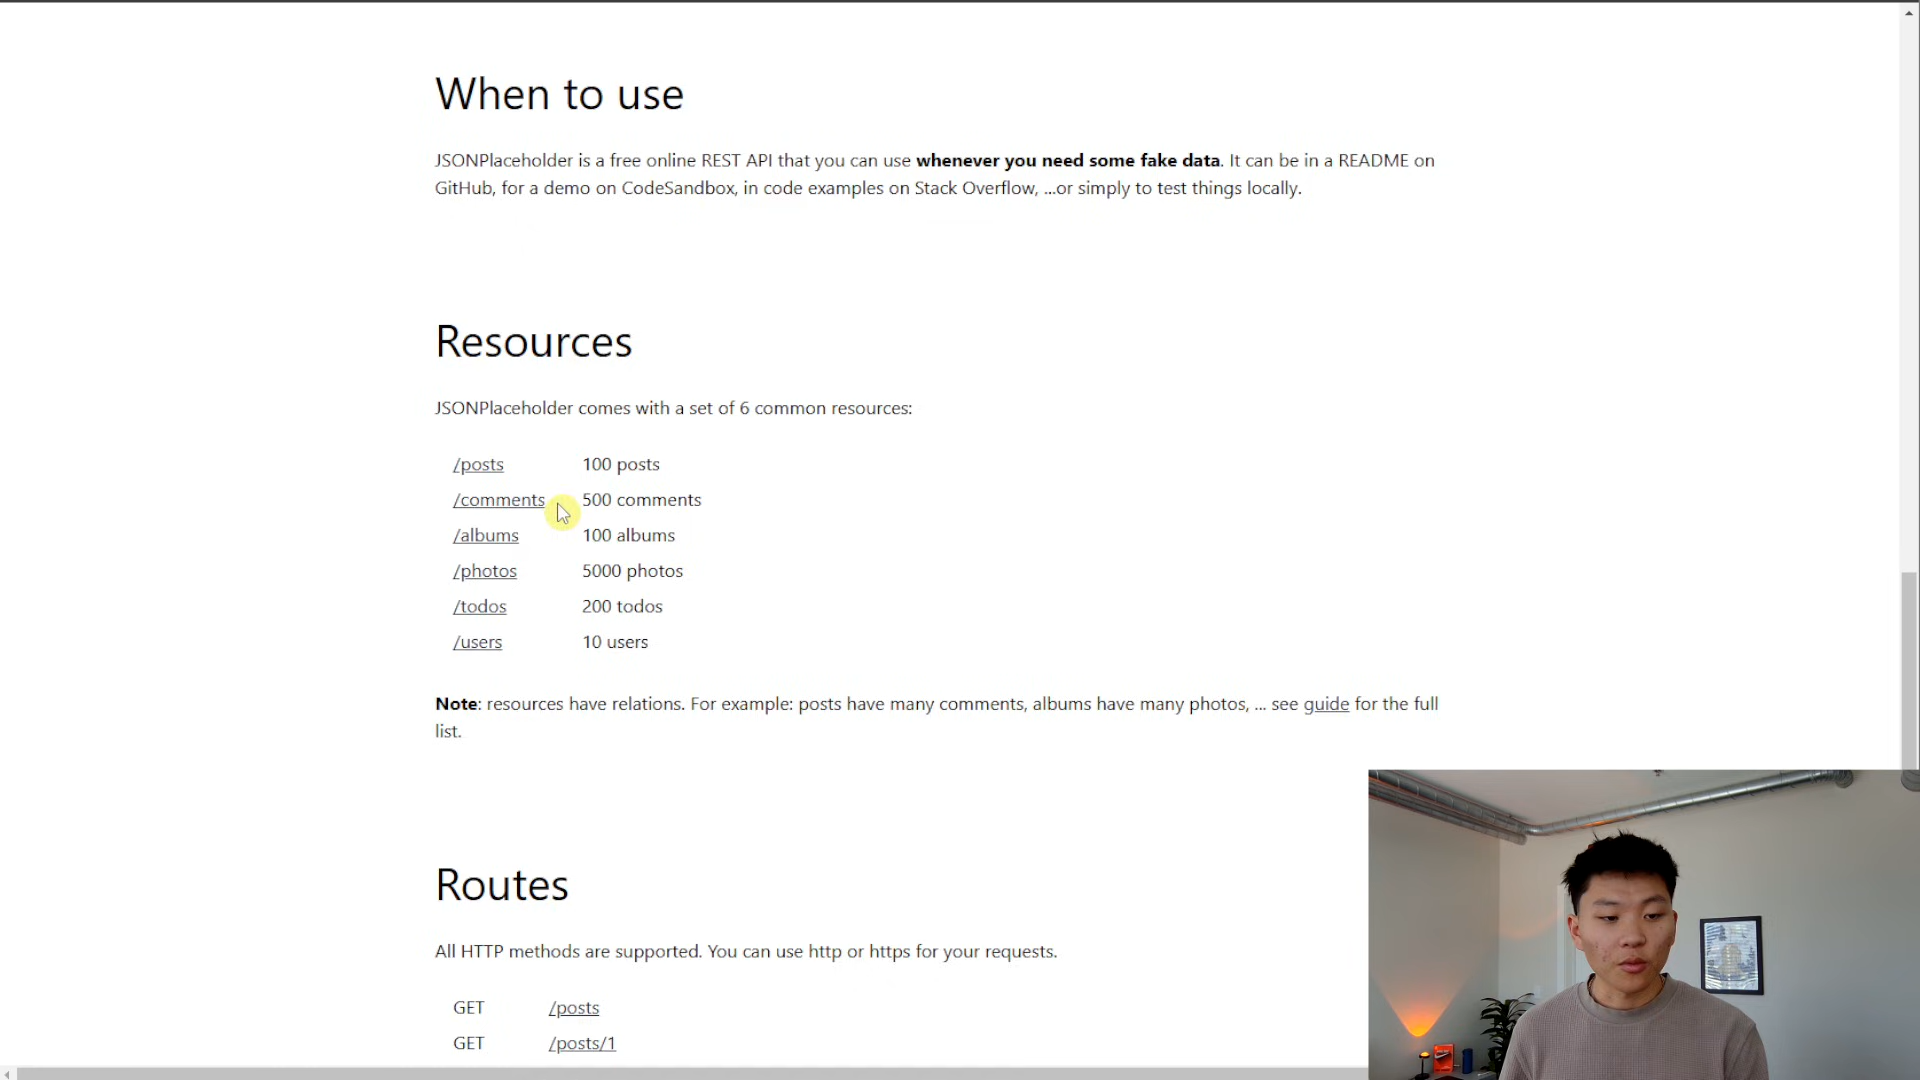 When to use
JSONPlaceholder is a free online REST API that you can use whenever you need some fake data. It can be in a README on
GitHub, for a demo on CodeSandbox, in code examples on Stack Overflow, ...or simply to test things locally.
Resources
JSONPlaceholder comes with a set of 6 common resources:
/posts 100 posts
/comments 500 comments
/albums 100 albums
/photos 5000 photos
/todos 200 todos
/users 10 users
Note: resources have relations. For example: posts have many comments, albums have many photos, ... see guide for the full
list.
Routes
All HTTP methods are supported. You can use http or https for your requests.
GET /posts
GET /posts/1